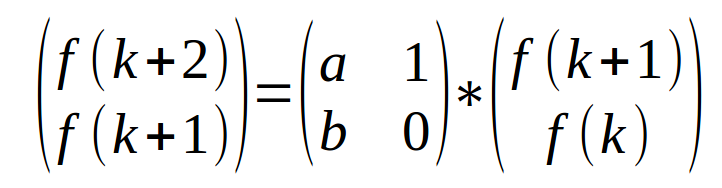 (f(k+2) f(k+1)) = (a 1 b 0) * (f(k+1) f(k))